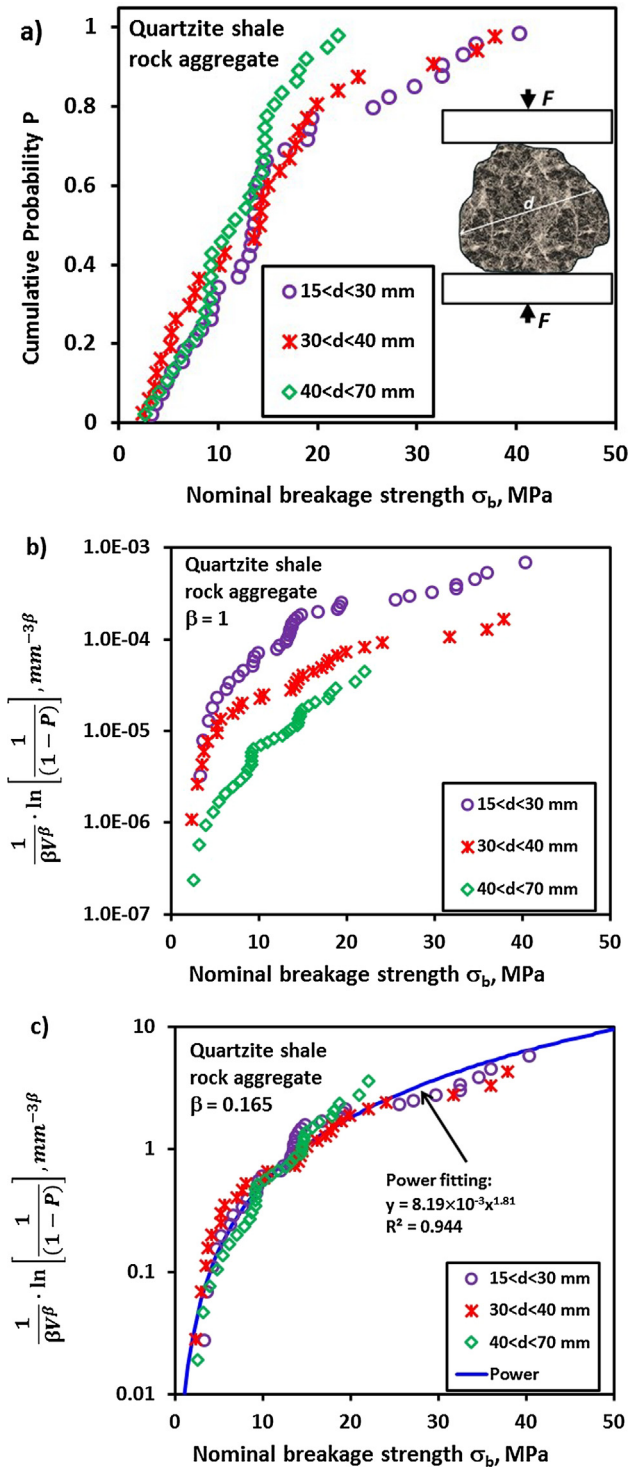 a)
Quartzite shale
rock aggregate
1
0.8
0.6
0.4
0.2
0
Cumulative Probability P
F
d
F
15<d<30 mm
30<d<40 mm
40<d<70 mm
0 10 20 30 40 50
Nominal breakage strength σb, MPa
b)
1.0E-03
1.0E-04
1.0E-05
1.0E-06
1.0E-07
Quartzite shale
rock aggregate
β = 1
1/βV^β · ln[1/(1 − P)], mm^−3β
15<d<30 mm
30<d<40 mm
40<d<70 mm
0 10 20 30 40 50
Nominal breakage strength σb, MPa
c)
10
1
0.1
0.01
Quartzite shale
rock aggregate
β = 0.165
1/βV^β · ln[1/(1 − P)], mm^−3β
Power fitting:
y = 8.19×10⁻³x¹·⁸¹
R² = 0.944
15<d<30 mm
30<d<40 mm
40<d<70 mm
Power
0 10 20 30 40 50
Nominal breakage strength σb, MPa